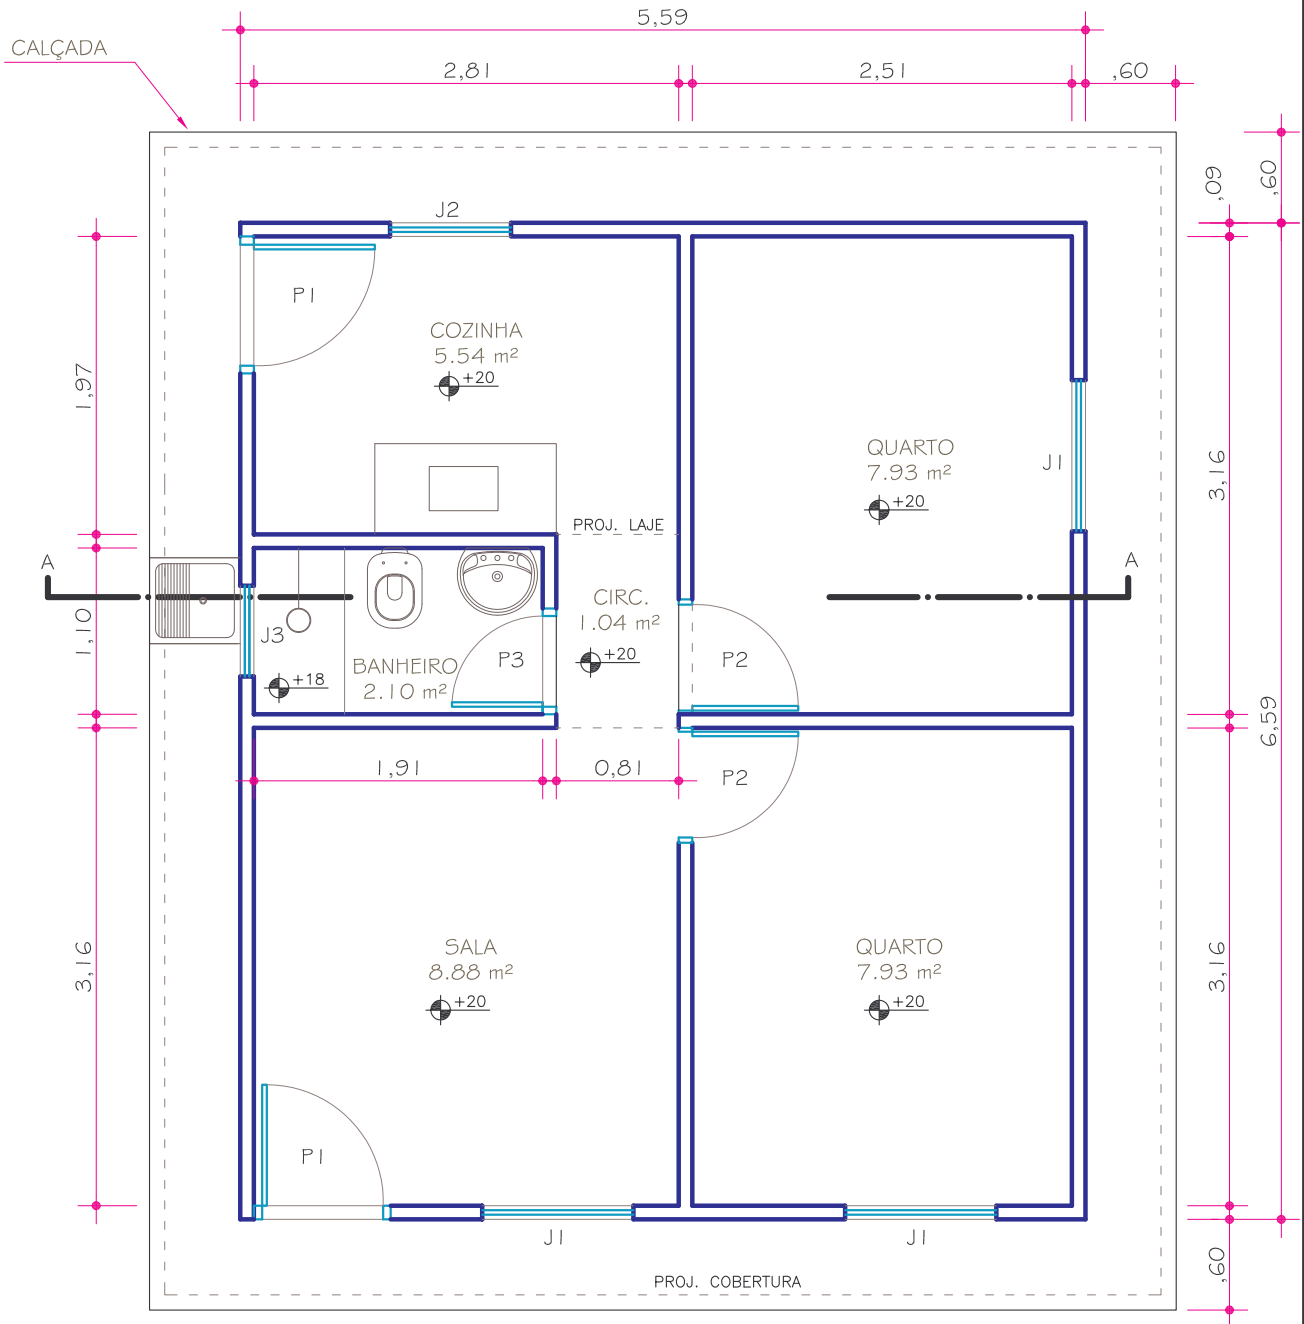 5,59
CALÇADA
2,81
2,51
,60
,60
,09
J2
P1
COZINHA
5.54 m²
+20
1,97
QUARTO
7.93 m²
+20
J1
3,16
PROJ. LAJE
A
A
CIRC.
1.04 m²
+20
1,10
J3
BANHEIRO
2.10 m²
+18
P3
P2
6,59
1,91
0,81
P2
SALA
8.88 m²
+20
QUARTO
7.93 m²
+20
3,16
3,16
P1
J1
J1
,60
PROJ. COBERTURA